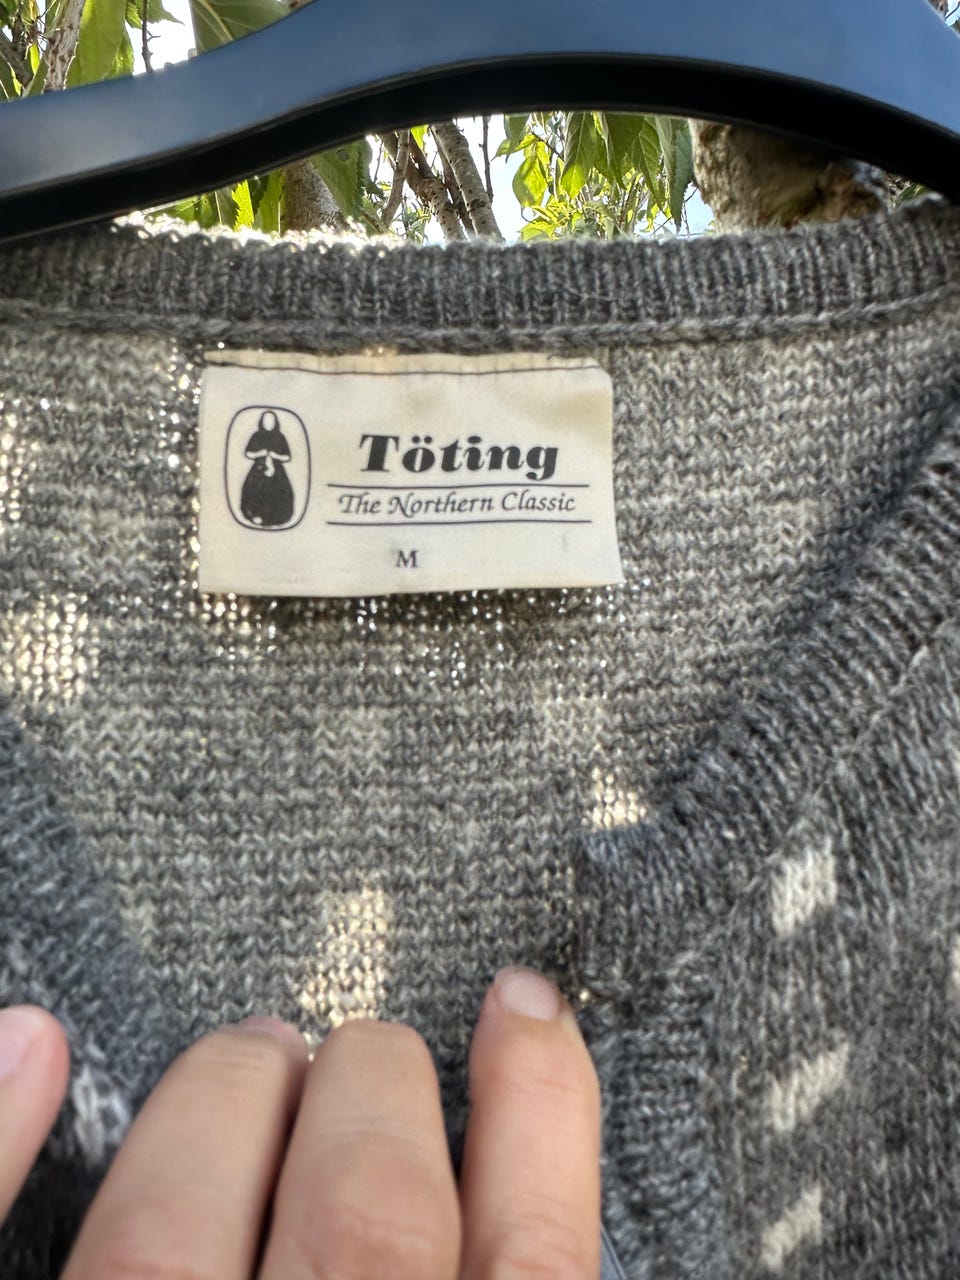 Töting
The Northern Classic
M